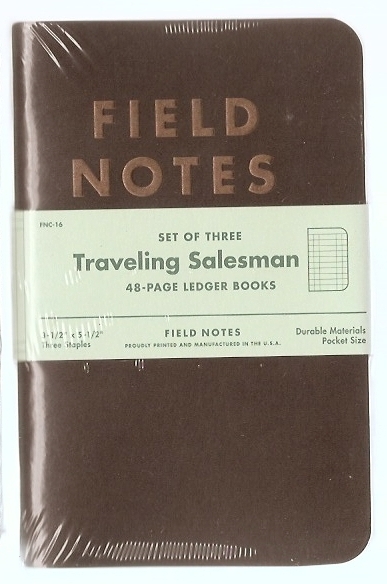 FIELD
NOTES
FNC-16
SET OF THREE
Traveling Salesman
48-PAGE LEDGER BOOKS
3-1/2" x 5-1/2"
Three Staples
FIELD NOTES
PROUDLY PRINTED AND MANUFACTURED IN THE U.S.A.
Durable Materials
Pocket Size